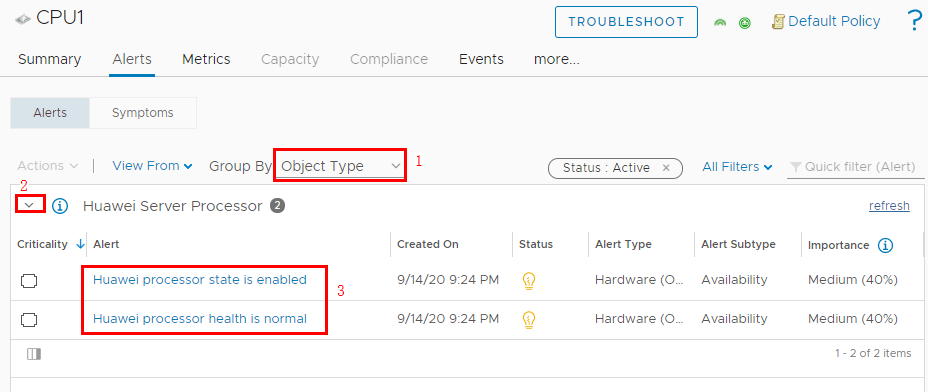 CPU1
TROUBLESHOOT
Default Policy
?
Summary Alerts Metrics Capacity Compliance Events more...
Alerts Symptoms
Actions View From Group By Object Type 1 Status : Active × All Filters Quick filter (Alert)
2
Huawei Server Processor 2 refresh
Criticality Alert Created On Status Alert Type Alert Subtype Importance
Huawei processor state is enabled 9/14/20 9:24 PM Hardware (O... Availability Medium (40%)
3
Huawei processor health is normal 9/14/20 9:24 PM Hardware (O... Availability Medium (40%)
1 - 2 of 2 items